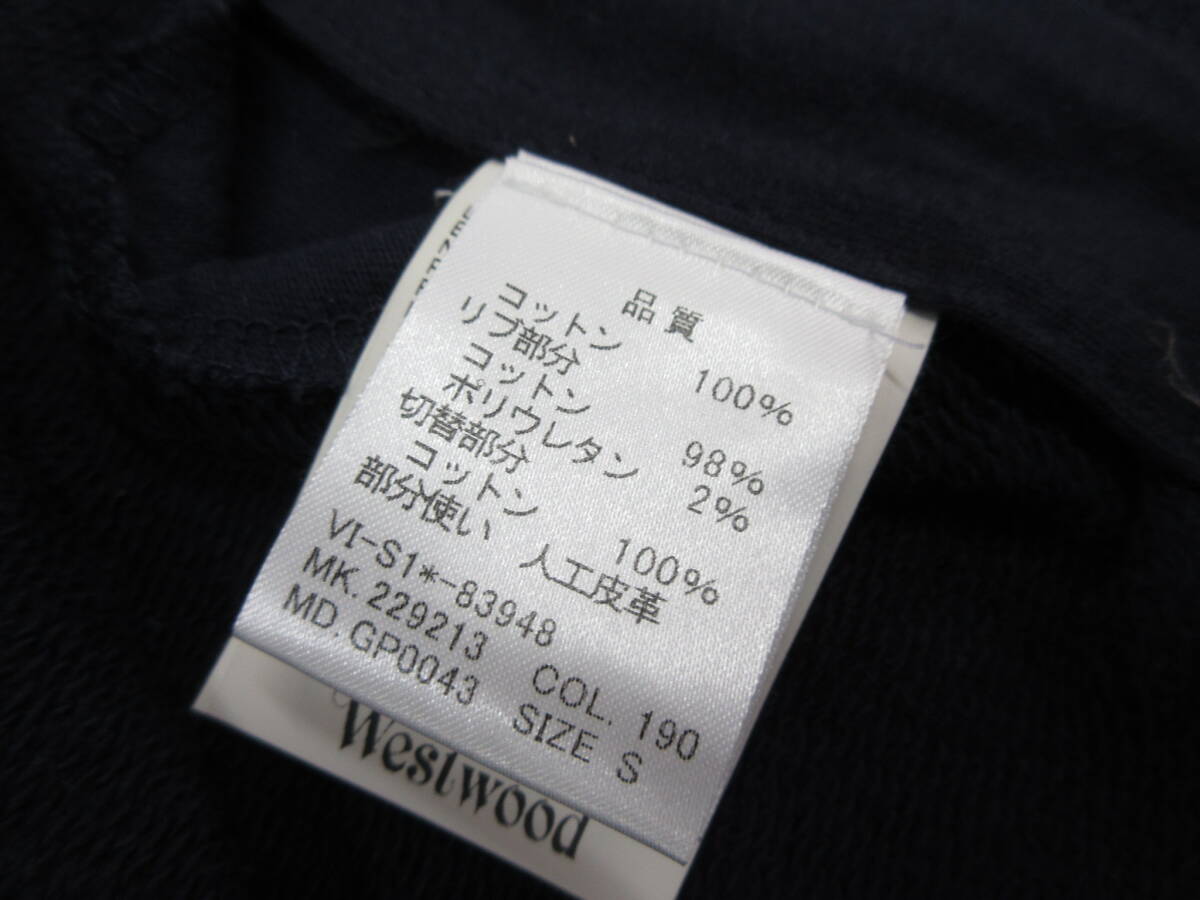 品質
コットン 100%
リブ部分
コットン 98%
ポリウレタン 2%
切替部分
コットン 100%
部分使い 人工皮革
VI-S1*-83948
MK. 229213 COL. 190
MD. GP0043 SIZE S
Westwood